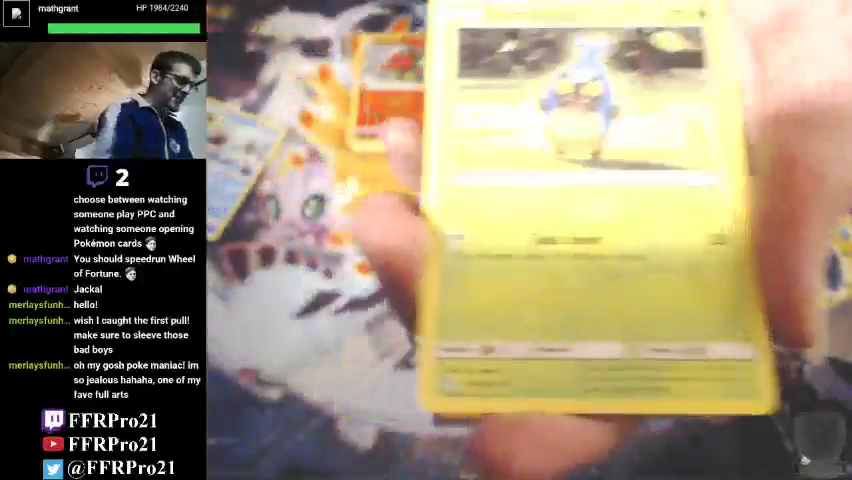 mathgrant HP 1984/2240
2
choose between watching
someone play PPC and
watching someone opening
Pokémon cards
mathgrant You should speedrun Wheel
of Fortune.
mathgrant Jackal
merlaysfunh... hello!
merlaysfunh... wish I caught the first pull!
make sure to sleeve those
bad boys
merlaysfunh... oh my gosh poke maniac! im
so jealous hahaha, one of my
fave full arts
FFRPro21
FFRPro21
@FFRPro21